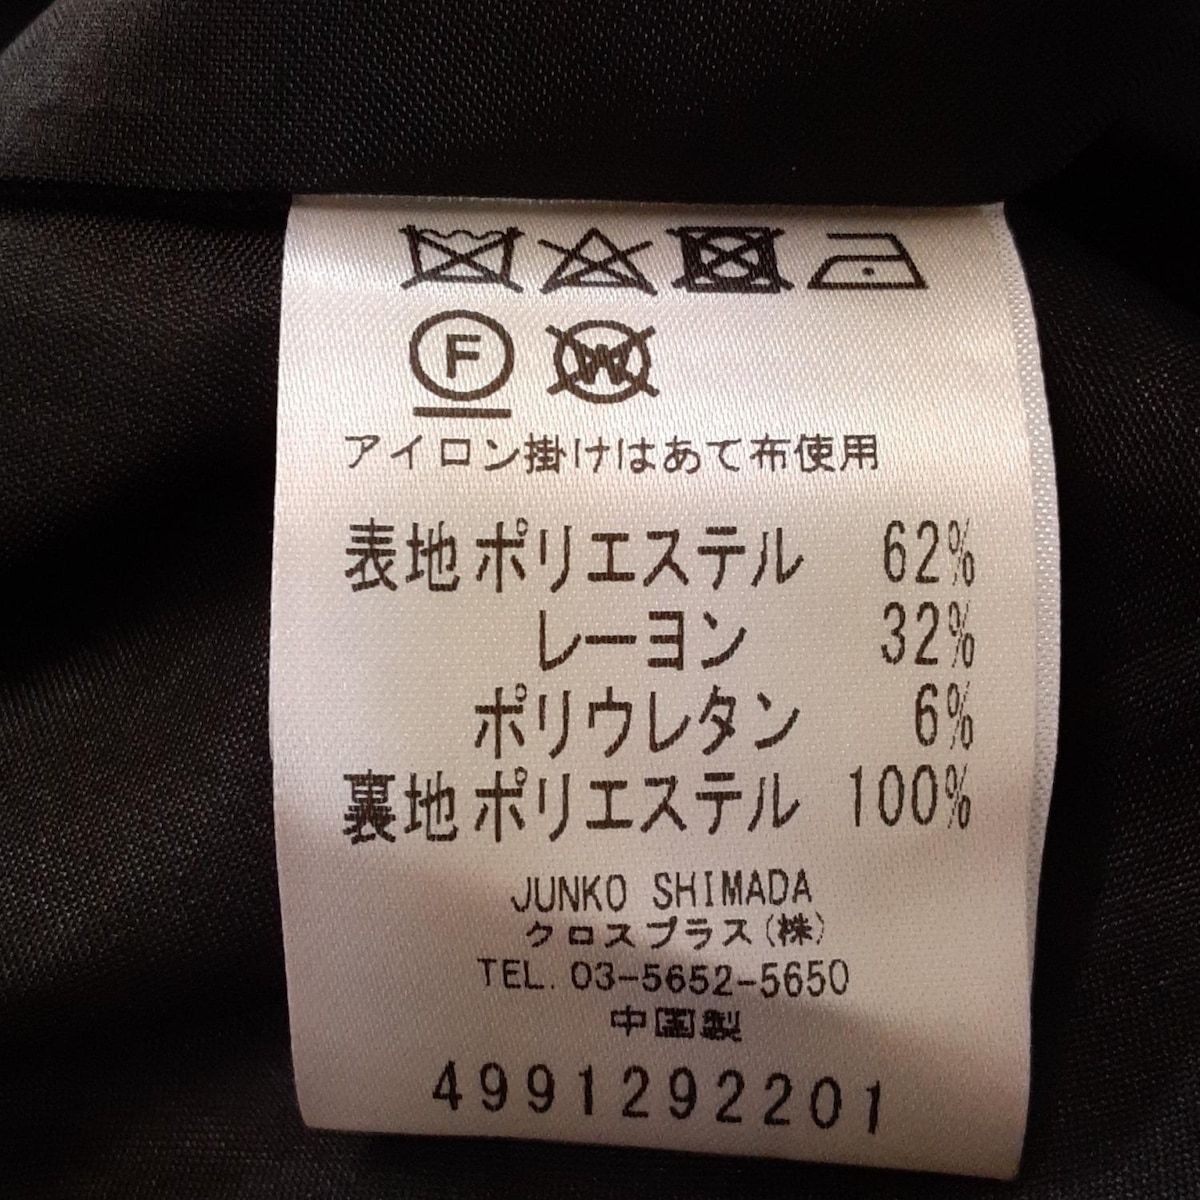 F W
アイロン掛けはあて布使用
表地 ポリエステル 62%
レーヨン 32%
ポリウレタン 6%
裏地 ポリエステル 100%
JUNKO SHIMADA
クロスプラス(株)
TEL. 03-5652-5650
中国製
4991292201